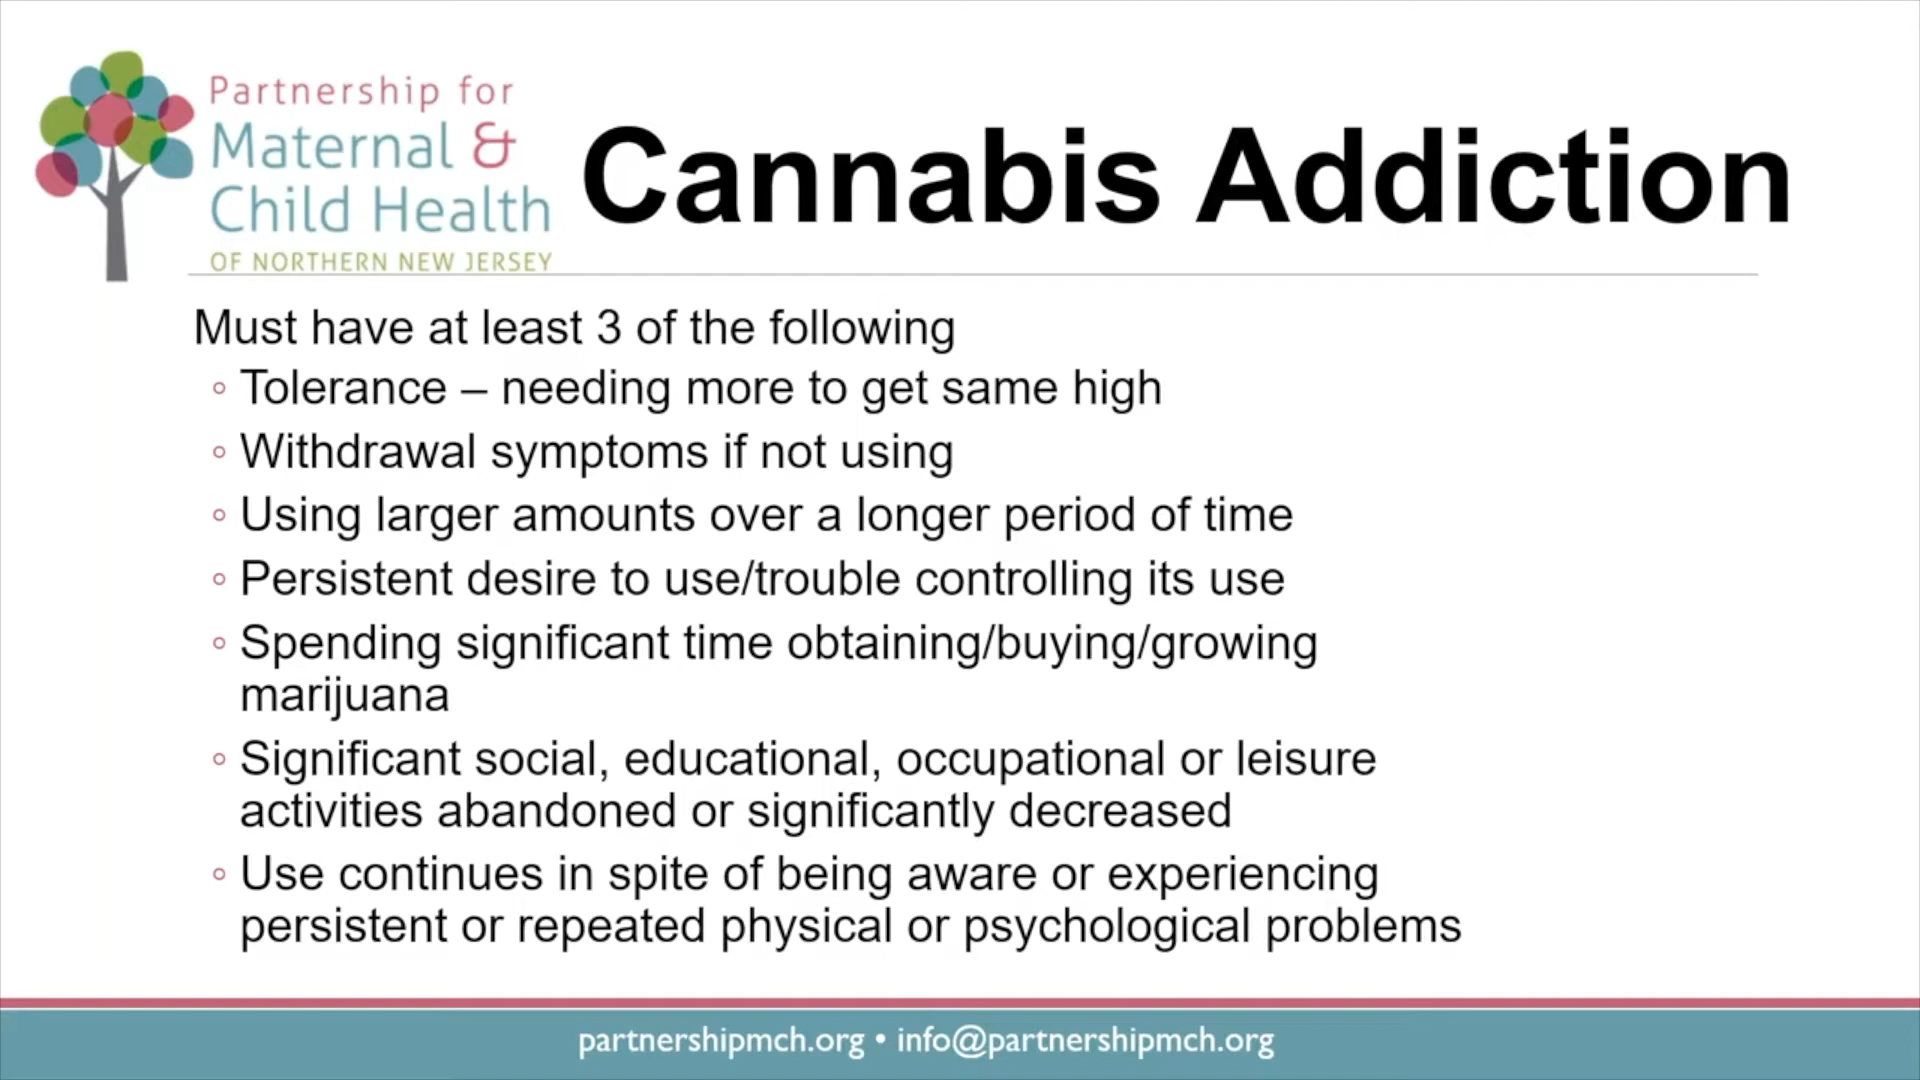 Partnership for
Maternal &
Child Health
OF NORTHERN NEW JERSEY
Cannabis Addiction
Must have at least 3 of the following
◦ Tolerance – needing more to get same high
◦ Withdrawal symptoms if not using
◦ Using larger amounts over a longer period of time
◦ Persistent desire to use/trouble controlling its use
◦ Spending significant time obtaining/buying/growing
marijuana
◦ Significant social, educational, occupational or leisure
activities abandoned or significantly decreased
◦ Use continues in spite of being aware or experiencing
persistent or repeated physical or psychological problems
partnershipmch.org • info@partnershipmch.org